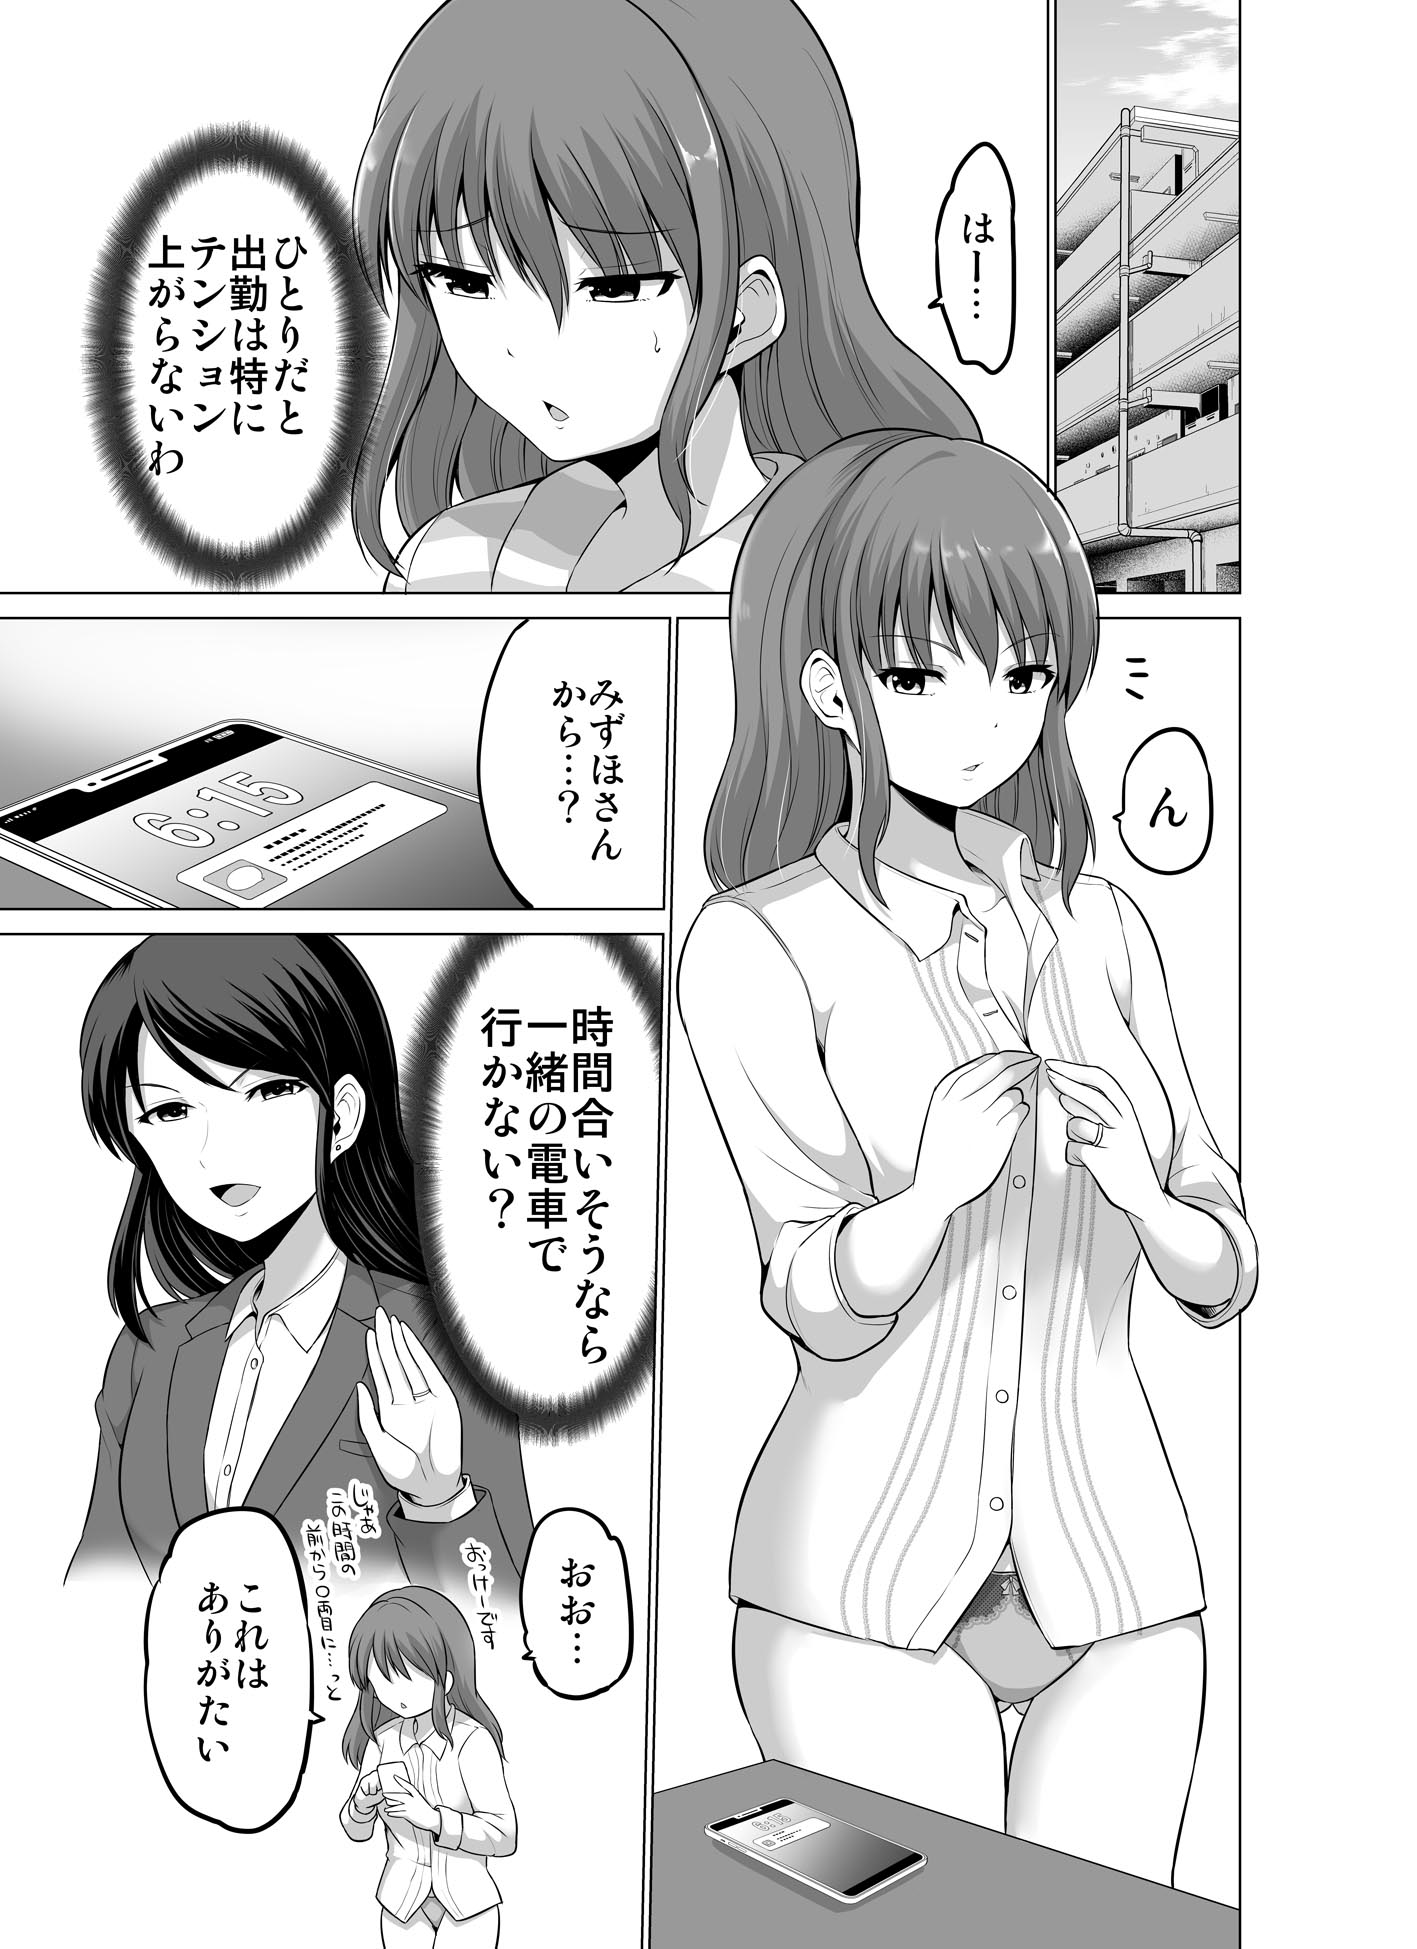 はー…
ひとりだと
出勤は特に
テンション
上がらないわ
ん
6:15
みずほさん
から…？
6:15
時間合いそうなら
一緒の電車で
行かない？
おお…
おっけーです
じゃあ
この時間の
前から〇両目に…っと
これは
ありがたい